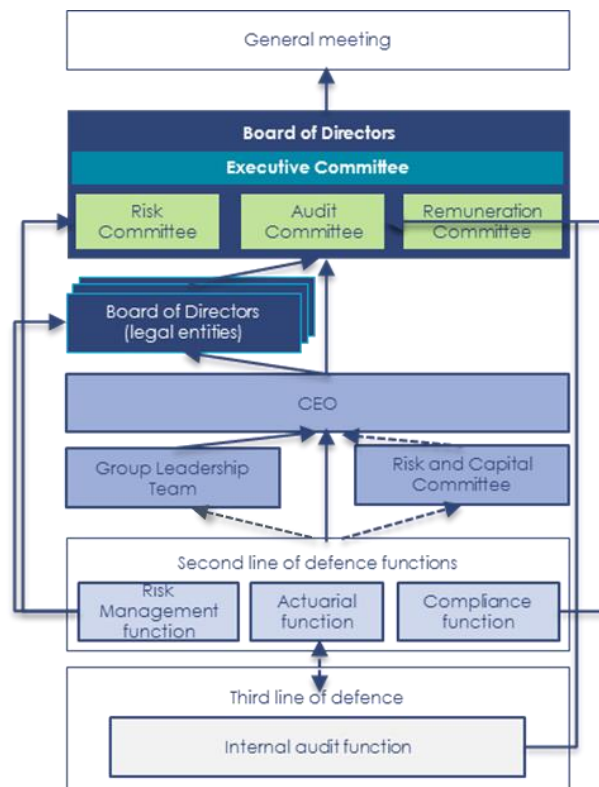 General meeting
Board of Directors
Executive Committee
Risk
Committee
Audit
Committee
Remuneration
Committee
Board of Directors
(legal entities)
CEO
Group Leadership
Team
Risk and Capital
Committee
Second line of defence functions
Risk
Management
function
Actuarial
function
Compliance
function
Third line of defence
Internal audit function